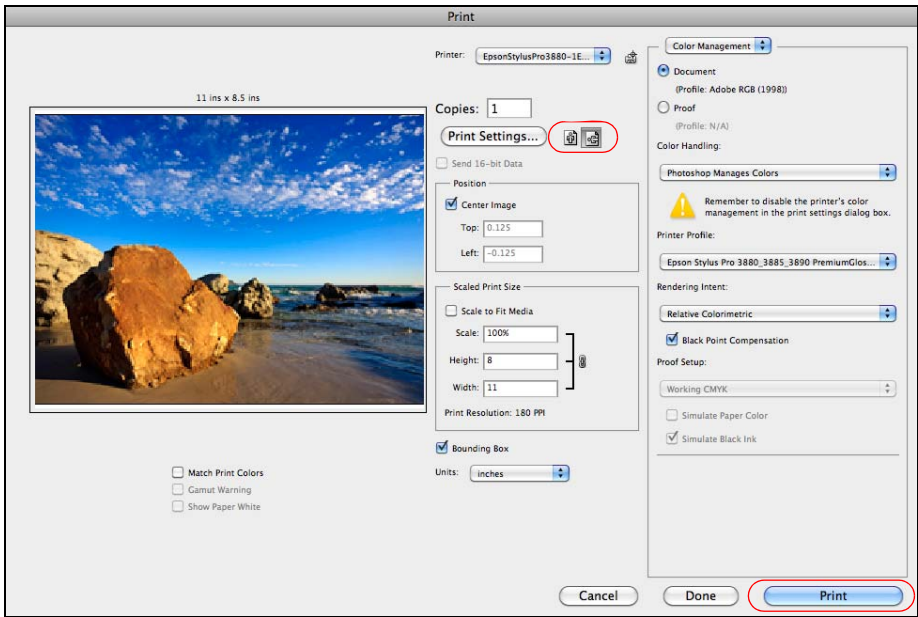 Print
11 ins x 8.5 ins
Match Print Colors
Gamut Warning
Show Paper White
Printer: EpsonStylusPro3880-1E...
Copies: 1
Print Settings...
Send 16-bit Data
Position
Center Image
Top: 0.125
Left: -0.125
Scaled Print Size
Scale to Fit Media
Scale: 100%
Height: 8
Width: 11
Print Resolution: 180 PPI
Bounding Box
Units: inches
Color Management
Document
(Profile: Adobe RGB (1998))
Proof
(Profile: N/A)
Color Handling:
Photoshop Manages Colors
Remember to disable the printer's color
management in the print settings dialog box.
Printer Profile:
Epson Stylus Pro 3880_3885_3890 PremiumGlos...
Rendering Intent:
Relative Colorimetric
Black Point Compensation
Proof Setup:
Working CMYK
Simulate Paper Color
Simulate Black Ink
Cancel
Done
Print